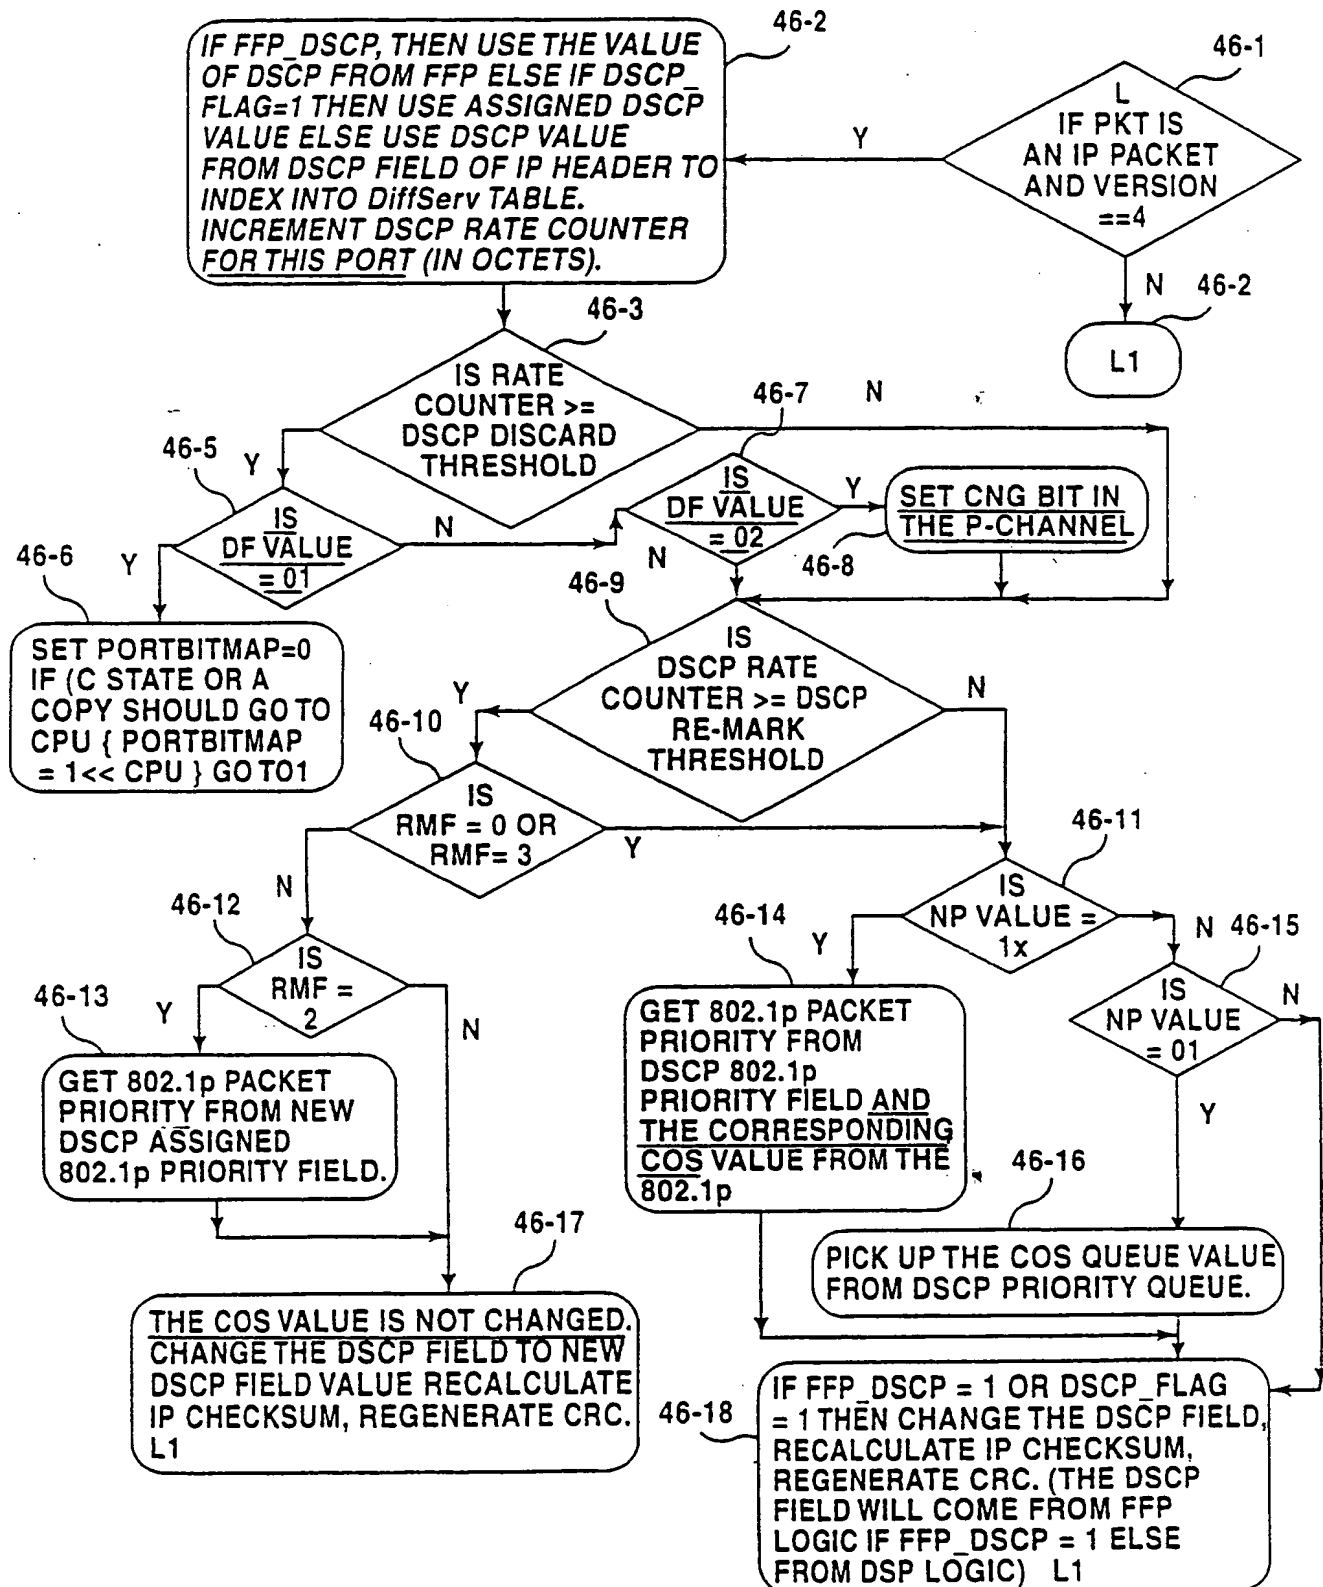 46-2
IF FFP_DSCP, THEN USE THE VALUE
OF DSCP FROM FFP ELSE IF DSCP_
FLAG=1 THEN USE ASSIGNED DSCP
VALUE ELSE USE DSCP VALUE
FROM DSCP FIELD OF IP HEADER TO
INDEX INTO DiffServ TABLE.
INCREMENT DSCP RATE COUNTER
FOR THIS PORT (IN OCTETS).
46-1
L
IF PKT IS
AN IP PACKET
AND VERSION
==4
Y
N
46-2
L1
46-3
IS RATE
COUNTER >=
DSCP DISCARD
THRESHOLD
Y
N
46-5
IS
DF VALUE
= 01
Y
N
46-7
IS
DF VALUE
= 02
Y
N
46-8
SET CNG BIT IN
THE P-CHANNEL
46-6
SET PORTBITMAP=0
IF (C STATE OR A
COPY SHOULD GO TO
CPU { PORTBITMAP
= 1<< CPU } GO TO1
46-9
IS
DSCP RATE
COUNTER >= DSCP
RE-MARK
THRESHOLD
Y
N
46-10
IS
RMF = 0 OR
RMF= 3
Y
N
46-11
IS
NP VALUE =
1x
Y
N
46-12
IS
RMF =
2
Y
N
46-13
GET 802.1p PACKET
PRIORITY FROM NEW
DSCP ASSIGNED
802.1p PRIORITY FIELD.
46-14
GET 802.1p PACKET
PRIORITY FROM
DSCP 802.1p
PRIORITY FIELD AND
THE CORRESPONDING
COS VALUE FROM THE
802.1p
46-15
IS
NP VALUE
= 01
N
Y
46-16
PICK UP THE COS QUEUE VALUE
FROM DSCP PRIORITY QUEUE.
46-17
THE COS VALUE IS NOT CHANGED.
CHANGE THE DSCP FIELD TO NEW
DSCP FIELD VALUE RECALCULATE
IP CHECKSUM, REGENERATE CRC.
L1
46-18
IF FFP_DSCP = 1 OR DSCP_FLAG
= 1 THEN CHANGE THE DSCP FIELD,
RECALCULATE IP CHECKSUM,
REGENERATE CRC. (THE DSCP
FIELD WILL COME FROM FFP
LOGIC IF FFP_DSCP = 1 ELSE
FROM DSP LOGIC) L1